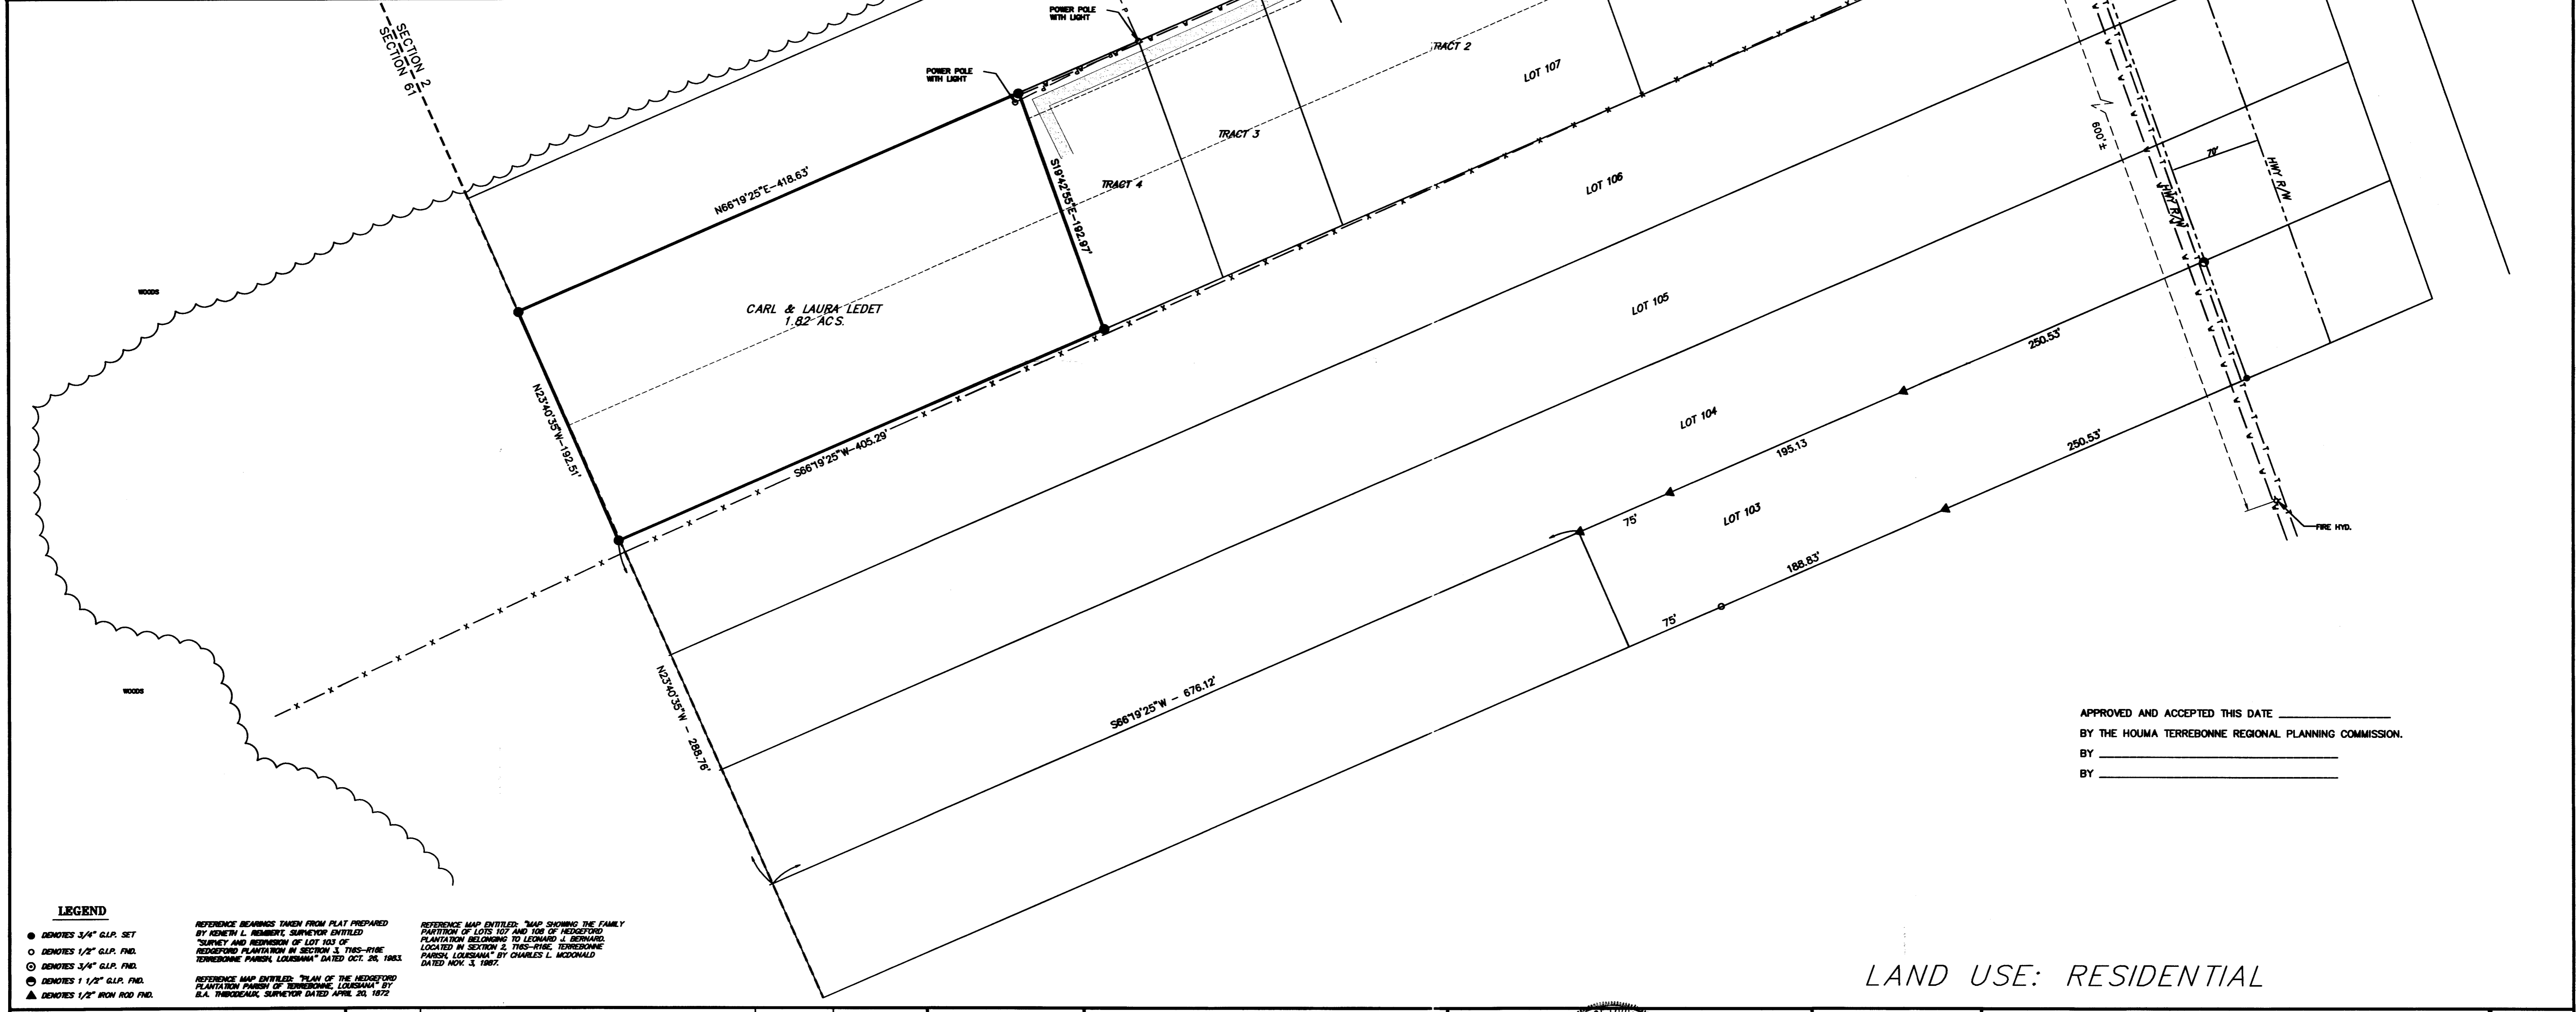 SECTION 2
SECTION 61
POWER POLE
WITH LIGHT
P
POWER POLE
WITH LIGHT
TRACT 2
LOT 107
TRACT 3
TRACT 4
N66°19'25"E-418.63'
S19°42'55"E-192.97'
LOT 106
600'±
70'
HWY R/W
HWY R/W
WOODS
CARL & LAURA LEDET
1.82 ACS.
LOT 105
250.53'
N23°40'35"W-192.51'
S66°19'25"W-405.29'
LOT 104
195.13
250.53'
75'
LOT 103
FIRE HYD.
188.83'
75'
WOODS
N23°40'35"W - 288.76'
S66°19'25"W - 676.12'
APPROVED AND ACCEPTED THIS DATE
BY THE HOUMA TERREBONNE REGIONAL PLANNING COMMISSION.
BY
BY
LEGEND
DENOTES 3/4" G.I.P. SET
DENOTES 1/2" G.I.P. FND.
DENOTES 3/4" G.I.P. FND.
DENOTES 1 1/2" G.I.P. FND.
DENOTES 1/2" IRON ROD FND.
REFERENCE BEARINGS TAKEN FROM PLAT PREPARED
BY KENETH L. REMBERT, SURVEYOR ENTITLED
"SURVEY AND REDIVISION OF LOT 103 OF
REDGEFORD PLANTATION IN SECTION 3, T16S-R16E
TERREBONNE PARISH, LOUISIANA" DATED OCT. 26, 1983.
REFERENCE MAP ENTITLED: "PLAN OF THE HEDGEFORD
PLANTATION PARISH OF TERREBONNE, LOUISIANA" BY
B.A. THIBODEAUX, SURVEYOR DATED APRIL 20, 1872
REFERENCE MAP ENTITLED: "MAP SHOWING THE FAMILY
PARTITION OF LOTS 107 AND 108 OF HEDGEFORD
PLANTATION BELONGING TO LEONARD J. BERNARD.
LOCATED IN SEXTION 2, T16S-R16E, TERREBONNE
PARISH, LOUISIANA" BY CHARLES L. MCDONALD
DATED NOV. 3, 1987.
LAND USE: RESIDENTIAL